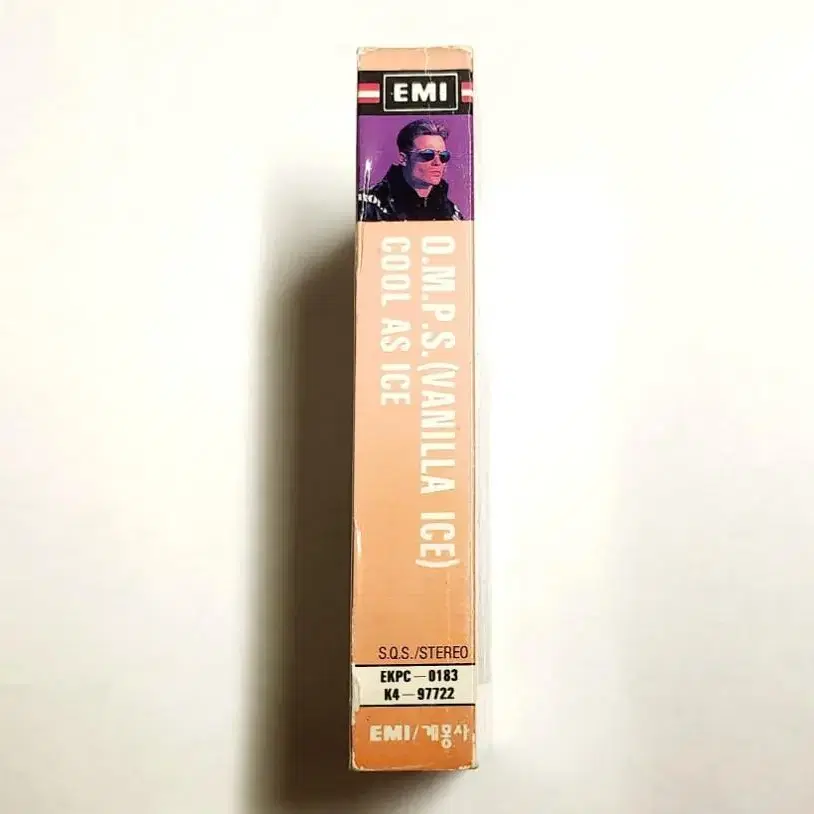 EMI
O.M.P.S. (VANILLA ICE)
COOL AS ICE
S.Q.S./STEREO
EKPC-0183
K4-97722
EMI/계몽사